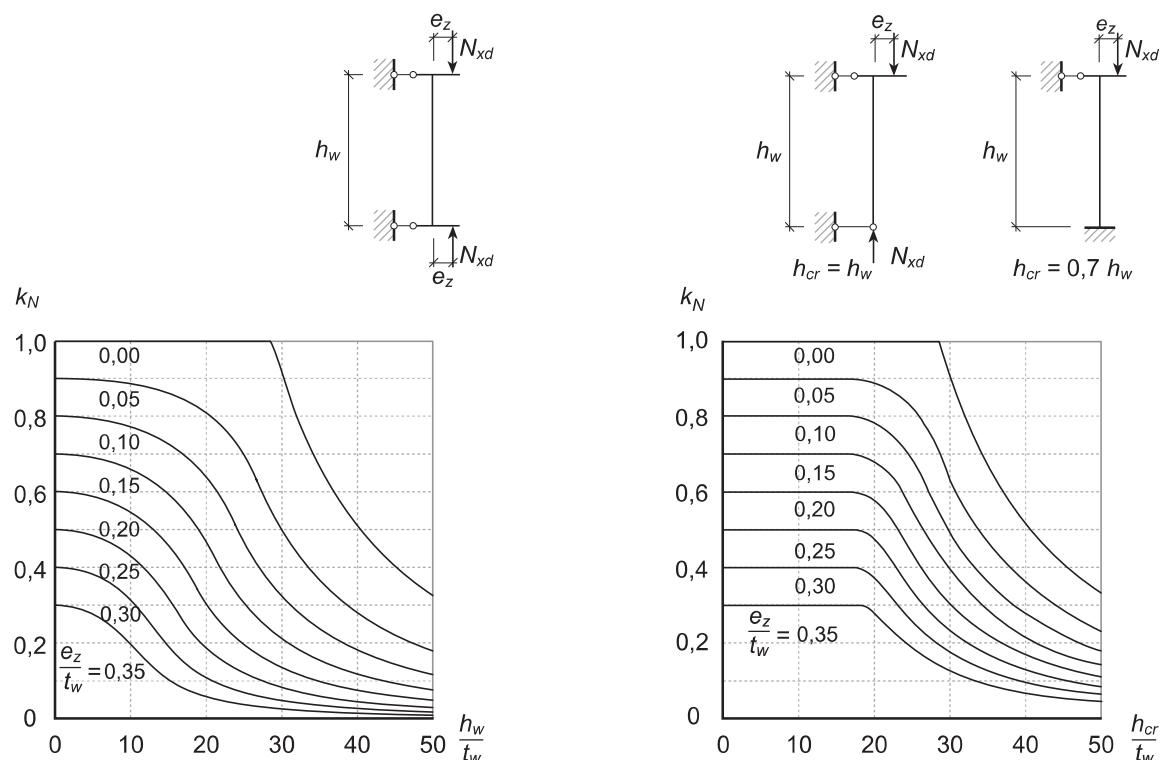 e_z
N_xd
h_w
N_xd
e_z
e_z
N_xd
h_w
N_xd
h_cr = h_w
e_z
N_xd
h_w
h_cr = 0,7 h_w
k_N
1,0
0,8
0,6
0,4
0,2
0
0,00
0,05
0,10
0,15
0,20
0,25
0,30
e_z/t_w = 0,35
0 10 20 30 40 50
h_w/t_w
k_N
1,0
0,8
0,6
0,4
0,2
0
0,00
0,05
0,10
0,15
0,20
0,25
0,30
e_z/t_w = 0,35
0 10 20 30 40 50
h_cr/t_w